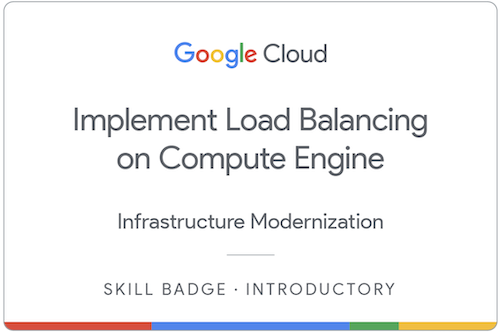 Google Cloud
Implement Load Balancing
on Compute Engine
Infrastructure Modernization
SKILL BADGE · INTRODUCTORY